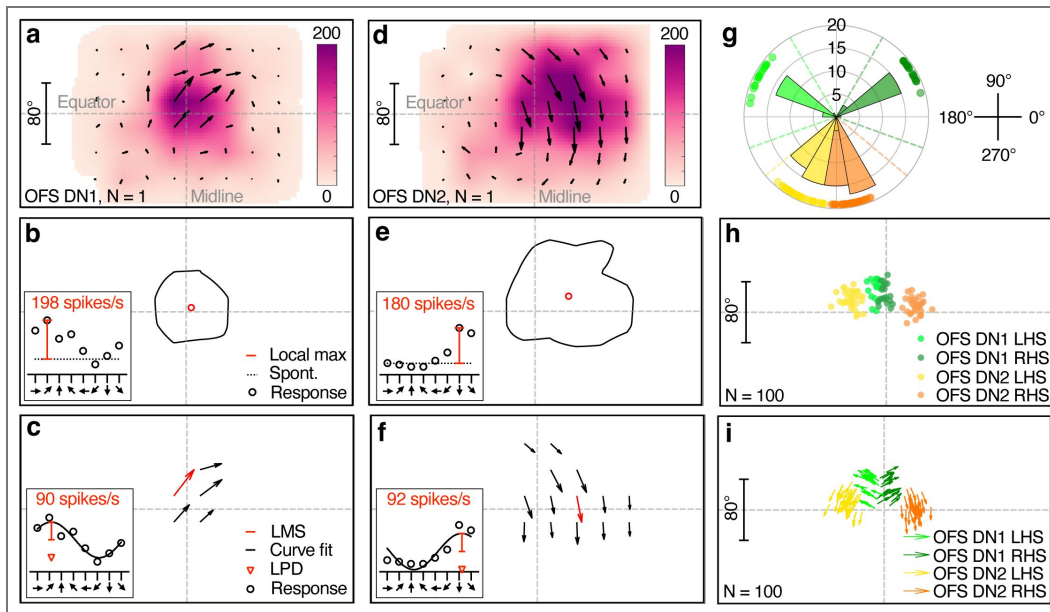 a
200
Equator
80°
0
OFS DN1, N = 1
Midline
d
200
0
OFS DN2, N = 1
Midline
g
20
15
10
5
90°
180°
0°
270°
b
198 spikes/s
Local max
Spont.
Response
e
180 spikes/s
h
80°
N = 100
OFS DN1 LHS
OFS DN1 RHS
OFS DN2 LHS
OFS DN2 RHS
c
90 spikes/s
LMS
Curve fit
LPD
Response
f
92 spikes/s
i
80°
N = 100
OFS DN1 LHS
OFS DN1 RHS
OFS DN2 LHS
OFS DN2 RHS